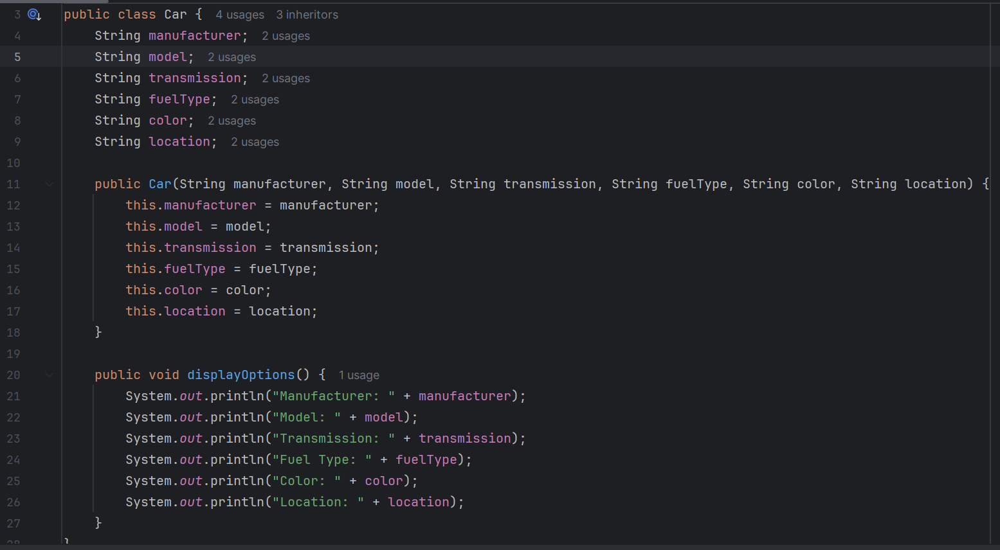 3 public class Car { 4 usages 3 inheritors
4 String manufacturer; 2 usages
5 String model; 2 usages
6 String transmission; 2 usages
7 String fuelType; 2 usages
8 String color; 2 usages
9 String location; 2 usages
10
11 public Car(String manufacturer, String model, String transmission, String fuelType, String color, String location) {
12 this.manufacturer = manufacturer;
13 this.model = model;
14 this.transmission = transmission;
15 this.fuelType = fuelType;
16 this.color = color;
17 this.location = location;
18 }
19
20 public void displayOptions() { 1 usage
21 System.out.println("Manufacturer: " + manufacturer);
22 System.out.println("Model: " + model);
23 System.out.println("Transmission: " + transmission);
24 System.out.println("Fuel Type: " + fuelType);
25 System.out.println("Color: " + color);
26 System.out.println("Location: " + location);
27 }
28 }